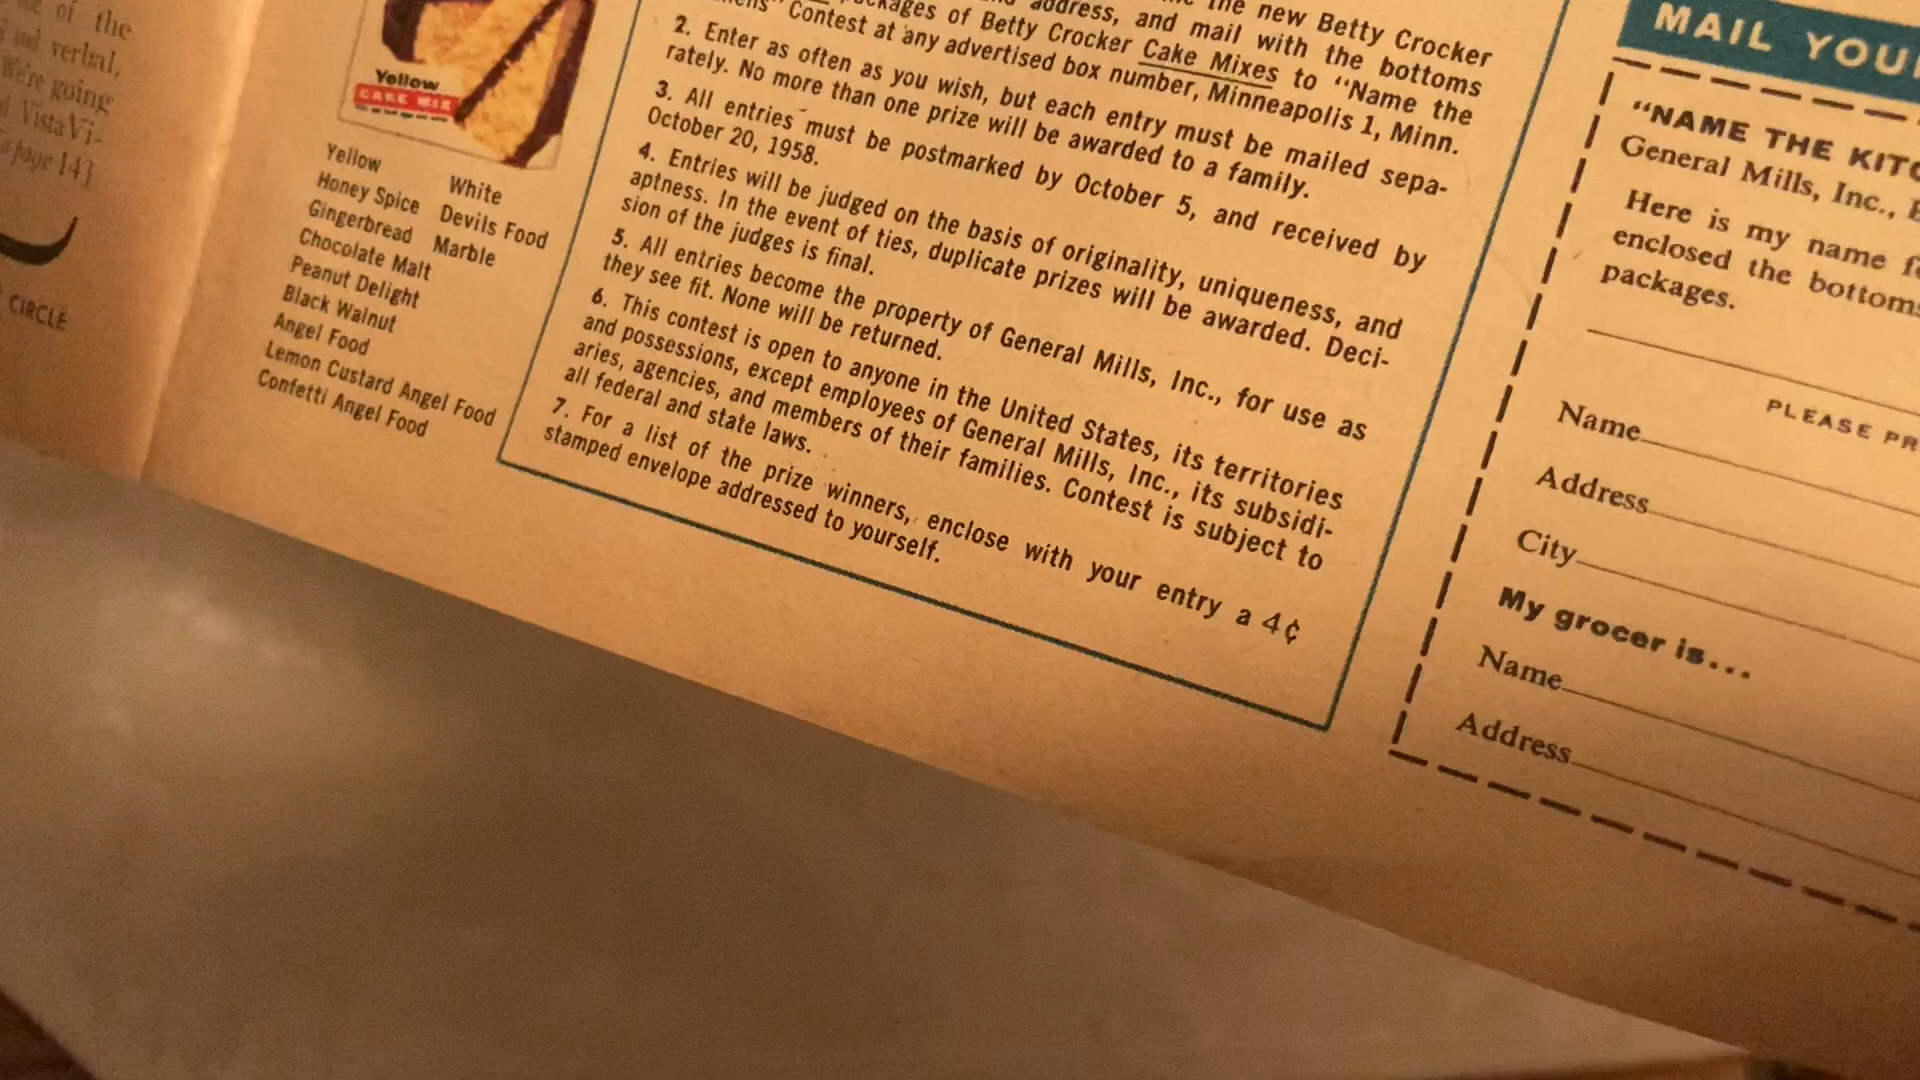 of the
and verbal,
We're going
VistaVi-
page 14]
CIRCLE
Yellow
CAKE MIX
Yellow
White
Honey Spice
Devils Food
Gingerbread
Marble
Chocolate Malt
Peanut Delight
Black Walnut
Angel Food
Lemon Custard Angel Food
Confetti Angel Food
the new Betty Crocker
address, and mail with the bottoms
of Betty Crocker Cake Mixes to "Name the
Contest at any advertised box number, Minneapolis 1, Minn.
2. Enter as often as you wish, but each entry must be mailed sepa-
rately. No more than one prize will be awarded to a family.
3. All entries must be postmarked by October 5, and received by
October 20, 1958.
4. Entries will be judged on the basis of originality, uniqueness, and
aptness. In the event of ties, duplicate prizes will be awarded. Deci-
sion of the judges is final.
5. All entries become the property of General Mills, Inc., for use as
they see fit. None will be returned.
6. This contest is open to anyone in the United States, its territories
and possessions, except employees of General Mills, Inc., its subsidi-
aries, agencies, and members of their families. Contest is subject to
all federal and state laws.
7. For a list of the prize winners, enclose with your entry a 4¢
stamped envelope addressed to yourself.
MAIL YOU
"NAME THE KITC
General Mills, Inc.,
Here is my name f
enclosed the bottoms
packages.
PLEASE PR
Name
Address
City
My grocer is...
Name
Address